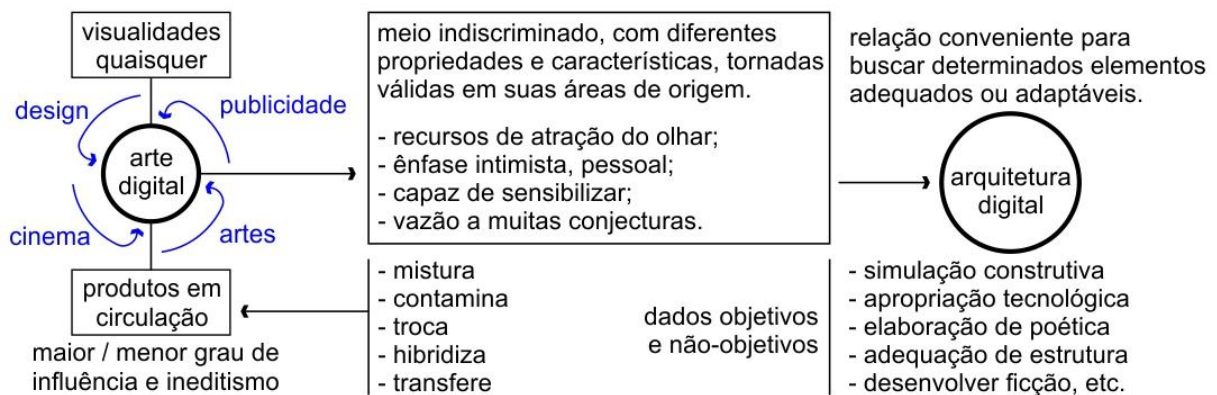 visualidades
quaisquer
design
publicidade
arte
digital
cinema
artes
produtos em
circulação
maior / menor grau de
influência e ineditismo
meio indiscriminado, com diferentes
propriedades e características, tornadas
válidas em suas áreas de origem.
- recursos de atração do olhar;
- ênfase intimista, pessoal;
- capaz de sensibilizar;
- vazão a muitas conjecturas.
- mistura
- contamina
- troca
- hibridiza
- transfere
dados objetivos
e não-objetivos
relação conveniente para
buscar determinados elementos
adequados ou adaptáveis.
arquitetura
digital
- simulação construtiva
- apropriação tecnológica
- elaboração de poética
- adequação de estrutura
- desenvolver ficção, etc.